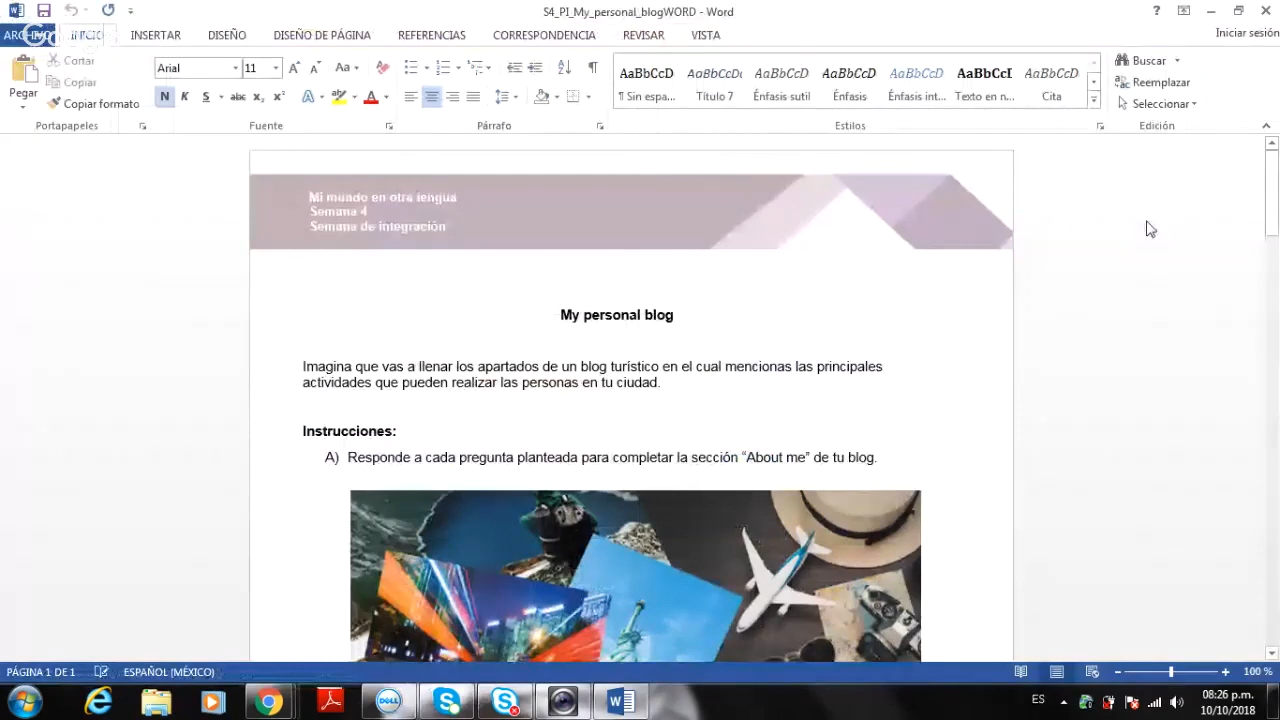 S4_PI_My_personal_blogWORD - Word
Iniciar sesión
INSERTAR DISEÑO DISEÑO DE PÁGINA REFERENCIAS CORRESPONDENCIA REVISAR VISTA
Cortar
Copiar
Copiar formato
Pegar
Portapapeles
Arial 11
N K S abc x₂ x²
Fuente
Párrafo
AaBbCcD AaBbCcDc AaBbCcD AaBbCcD AaBbCcD AaBbCcD AaBbCcD
¶ Sin espa... Título 7 Énfasis sutil Énfasis Énfasis int... Texto en n... Cita
Estilos
Buscar
Reemplazar
Seleccionar
Edición
Mi mundo en otra lengua
Semana 4
Semana de integración
My personal blog
Imagina que vas a llenar los apartados de un blog turístico en el cual mencionas las principales
actividades que pueden realizar las personas en tu ciudad.
Instrucciones:
A) Responde a cada pregunta planteada para completar la sección “About me” de tu blog.
PÁGINA 1 DE 1 ESPAÑOL (MÉXICO) 100 %
DELL
ES
08:26 p.m.
10/10/2018